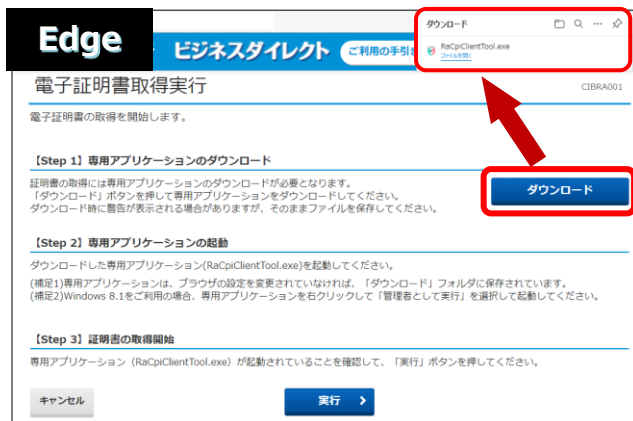 Edge
ビジネスダイレクト
ご利用の手引き
ダウンロード
RaCpiClientTool.exe
ファイルを開く
電子証明書取得実行
CIBRA001
電子証明書の取得を開始します。
【Step 1】専用アプリケーションのダウンロード
証明書の取得には専用アプリケーションのダウンロードが必要となります。
「ダウンロード」ボタンを押して専用アプリケーションをダウンロードしてください。
ダウンロード時に警告が表示される場合がありますが、そのままファイルを保存してください。
ダウンロード
【Step 2】専用アプリケーションの起動
ダウンロードした専用アプリケーション(RaCpiClientTool.exe)を起動してください。
(補足1)専用アプリケーションは、ブラウザの設定を変更されていなければ、「ダウンロード」フォルダに保存されています。
(補足2)Windows 8.1をご利用の場合、専用アプリケーションを右クリックして「管理者として実行」を選択して起動してください。
【Step 3】証明書の取得開始
専用アプリケーション（RaCpiClientTool.exe）が起動されていることを確認して、「実行」ボタンを押してください。
キャンセル
実行